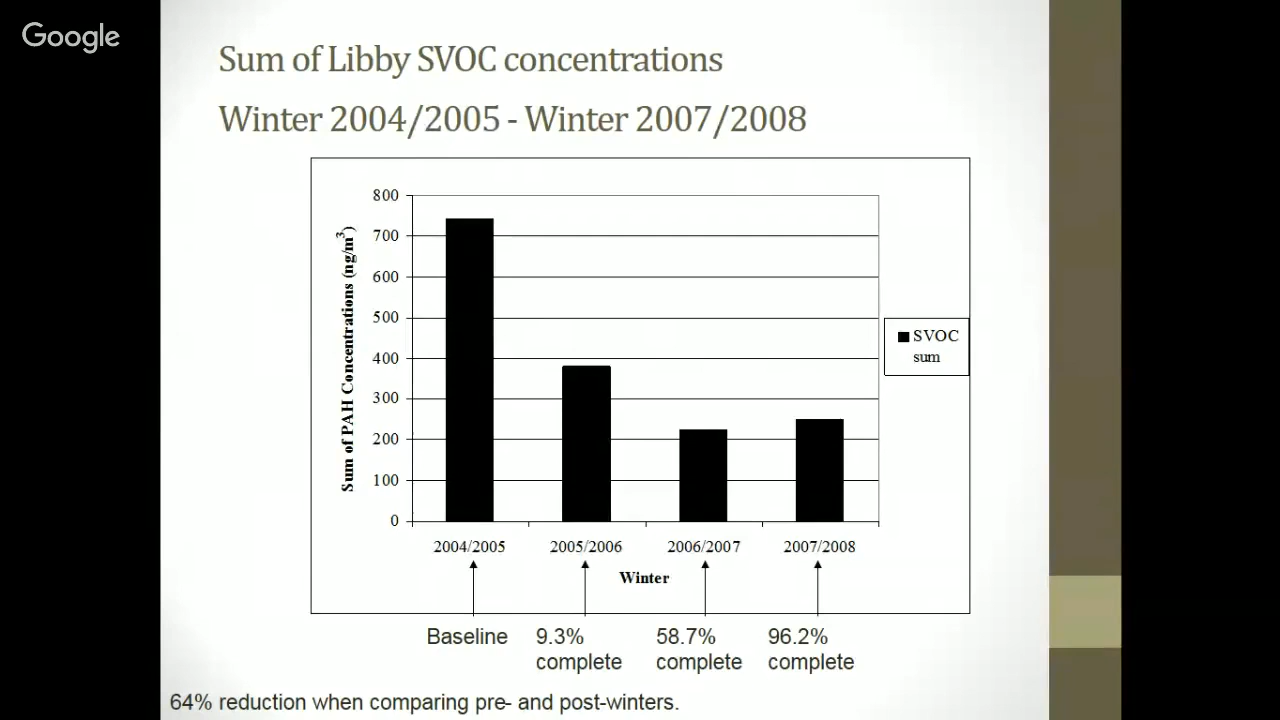 Google
Sum of Libby SVOC concentrations
Winter 2004/2005 - Winter 2007/2008
800
700
600
500
400
300
200
100
0
Sum of PAH Concentrations (ng/m³)
SVOC
sum
2004/2005 2005/2006 2006/2007 2007/2008
Winter
Baseline 9.3% 58.7% 96.2%
complete complete complete
64% reduction when comparing pre- and post-winters.